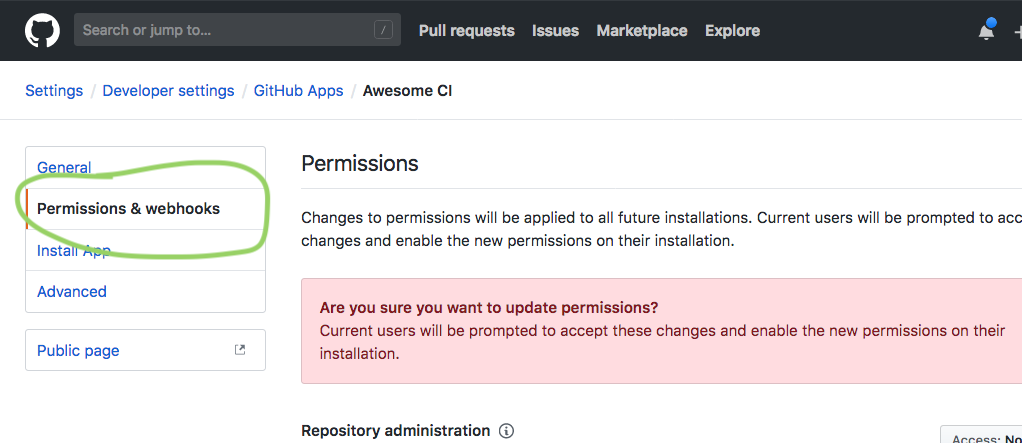 Search or jump to... /
Pull requests Issues Marketplace Explore
Settings / Developer settings / GitHub Apps / Awesome CI
General
Permissions & webhooks
Install App
Advanced
Public page
Permissions
Changes to permissions will be applied to all future installations. Current users will be prompted to acc
changes and enable the new permissions on their installation.
Are you sure you want to update permissions?
Current users will be prompted to accept these changes and enable the new permissions on their
installation.
Repository administration
Access: No